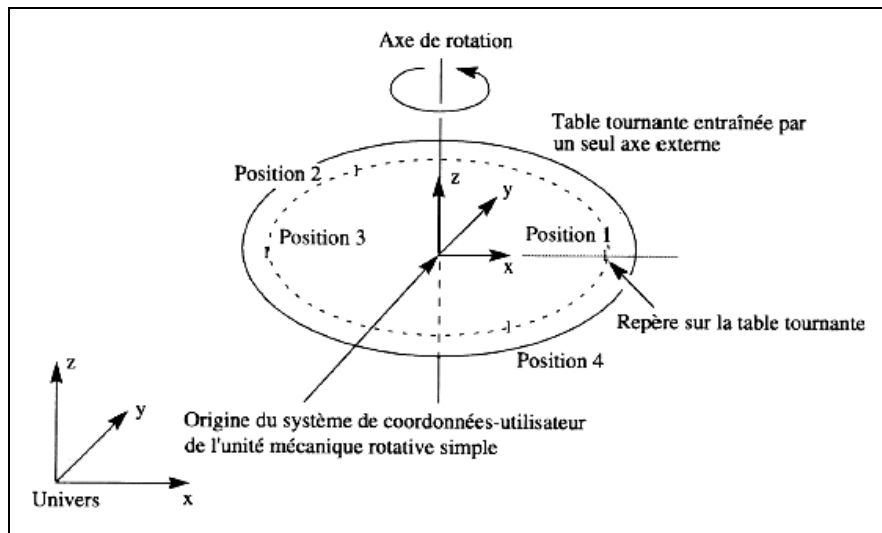 Axe de rotation
Table tournante entraînée par
un seul axe externe
Position 2
z
y
Position 3
Position 1
x
Repère sur la table tournante
Position 4
z
y
Origine du système de coordonnées-utilisateur
de l'unité mécanique rotative simple
Univers
x